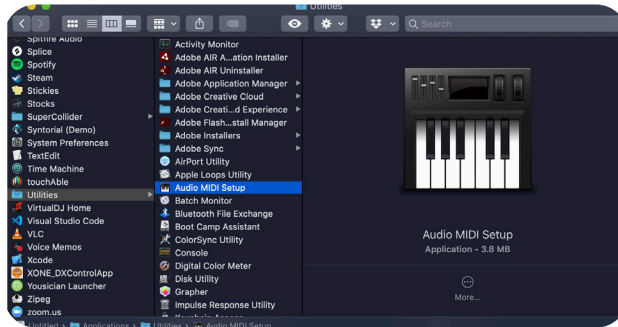 Utilities
Search
Spitfire Audio
Splice
Spotify
Steam
Stickies
Stocks
SuperCollider
Syntorial (Demo)
System Preferences
TextEdit
Time Machine
touchAble
Utilities
VirtualDJ Home
Visual Studio Code
VLC
Voice Memos
Xcode
XONE_DXControlApp
Yousician Launcher
Zipeg
zoom.us
Activity Monitor
Adobe AIR A...ation Installer
Adobe AIR Uninstaller
Adobe Application Manager
Adobe Creative Cloud
Adobe Creati...d Experience
Adobe Flash...stall Manager
Adobe Installers
Adobe Sync
AirPort Utility
Apple Loops Utility
Audio MIDI Setup
Batch Monitor
Bluetooth File Exchange
Boot Camp Assistant
ColorSync Utility
Console
Digital Color Meter
Disk Utility
Grapher
Impulse Response Utility
Keychain Access
Audio MIDI Setup
Application - 3.8 MB
More...
Untitled › Applications › Utilities › Audio MIDI Setup